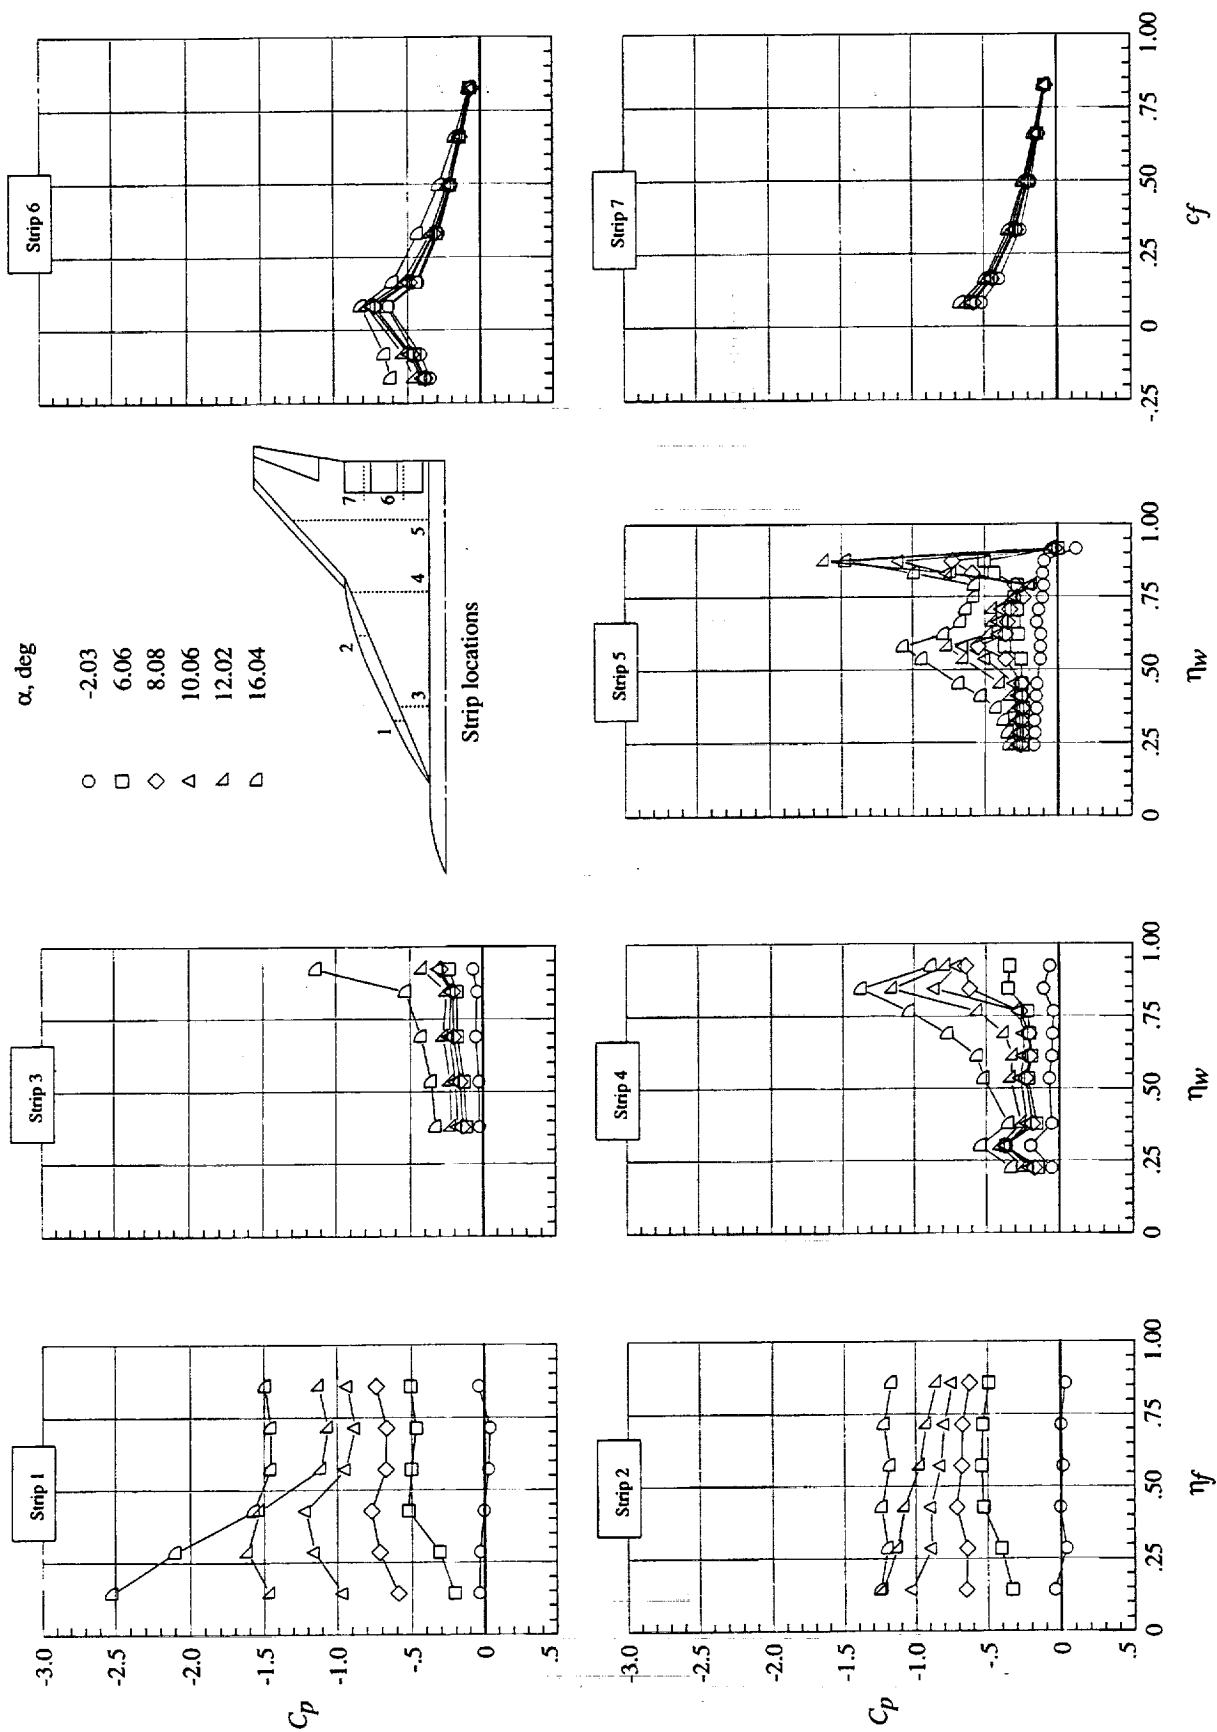 Strip 1
Strip 3
Strip 6
α, deg
-2.03
6.06
8.08
10.06
12.02
16.04
1
2
3
4
5
6
7
Strip locations
-3.0
-2.5
-2.0
-1.5
-1.0
-.5
0
.5
Cp
Strip 2
Strip 4
Strip 5
Strip 7
-3.0
-2.5
-2.0
-1.5
-1.0
-.5
0
.5
Cp
0 .25 .50 .75 1.00
ηf
0 .25 .50 .75 1.00
ηw
0 .25 .50 .75 1.00
ηw
-.25 0 .25 .50 .75 1.00
cf